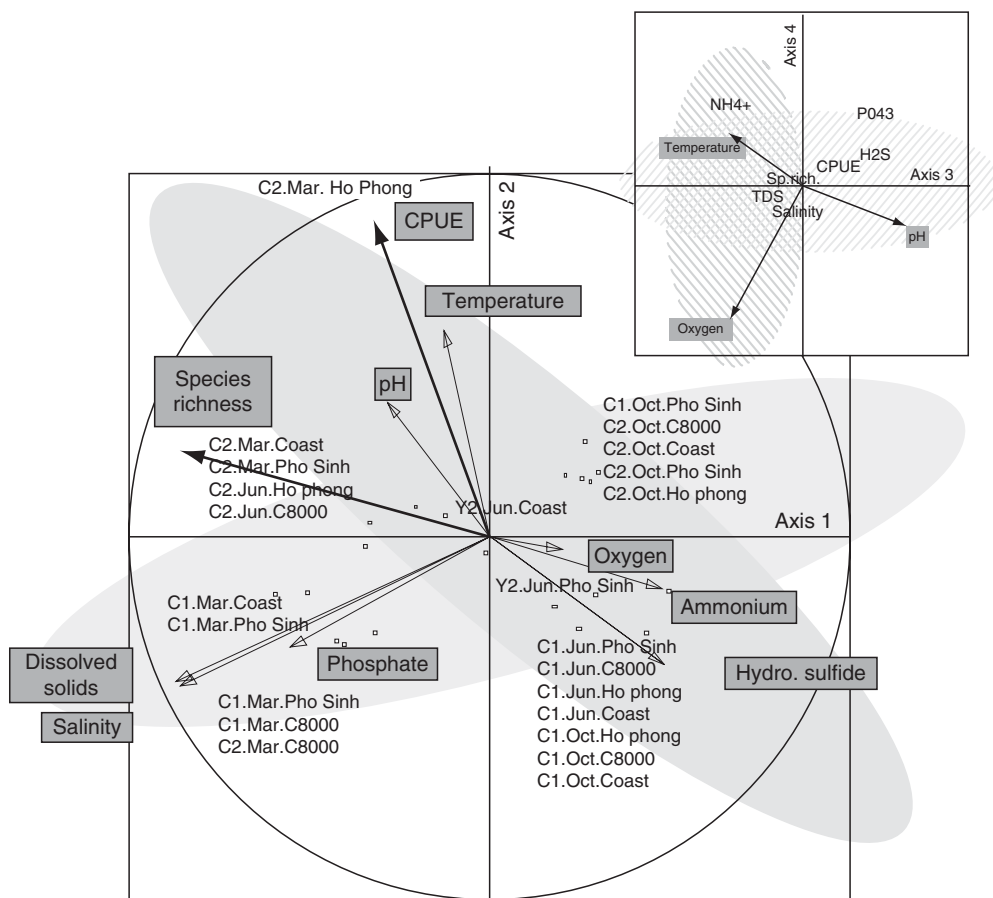 Axis 4
NH4+
P043
Temperature
H2S
CPUE
Sp.rich.
Axis 3
TDS
Salinity
pH
Oxygen
C2.Mar. Ho Phong
CPUE
Axis 2
Temperature
pH
Species
richness
C2.Mar.Coast
C2.Mar.Pho Sinh
C2.Jun.Ho phong
C2.Jun.C8000
C1.Oct.Pho Sinh
C2.Oct.C8000
C2.Oct.Coast
C2.Oct.Pho Sinh
C2.Oct.Ho phong
Y2.Jun.Coast
Axis 1
Oxygen
Y2.Jun.Pho Sinh
Ammonium
C1.Mar.Coast
C1.Mar.Pho Sinh
Phosphate
Dissolved
solids
Salinity
C1.Mar.Pho Sinh
C1.Mar.C8000
C2.Mar.C8000
C1.Jun.Pho Sinh
C1.Jun.C8000
C1.Jun.Ho phong
C1.Jun.Coast
C1.Oct.Ho phong
C1.Oct.C8000
C1.Oct.Coast
Hydro. sulfide